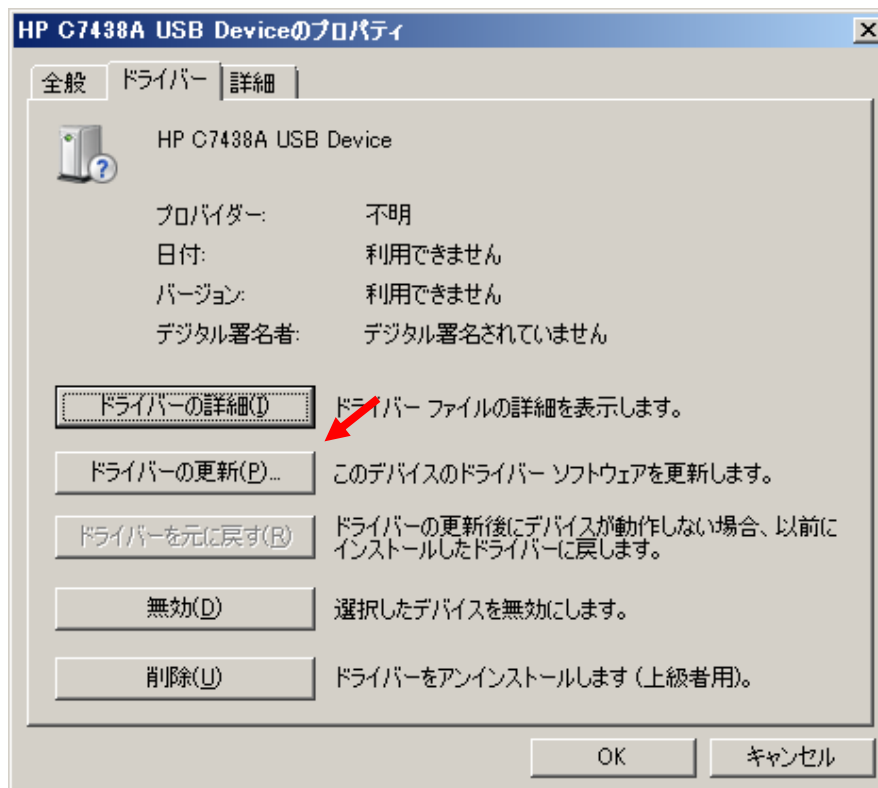 HP C7438A USB Deviceのプロパティ
全般 ドライバー 詳細
HP C7438A USB Device
プロバイダー: 不明
日付: 利用できません
バージョン: 利用できません
デジタル署名者: デジタル署名されていません
ドライバーの詳細(I) ドライバー ファイルの詳細を表示します。
ドライバーの更新(P)... このデバイスのドライバー ソフトウェアを更新します。
ドライバーを元に戻す(R) ドライバーの更新後にデバイスが動作しない場合、以前に
インストールしたドライバーに戻します。
無効(D) 選択したデバイスを無効にします。
削除(U) ドライバーをアンインストールします (上級者用)。
OK キャンセル